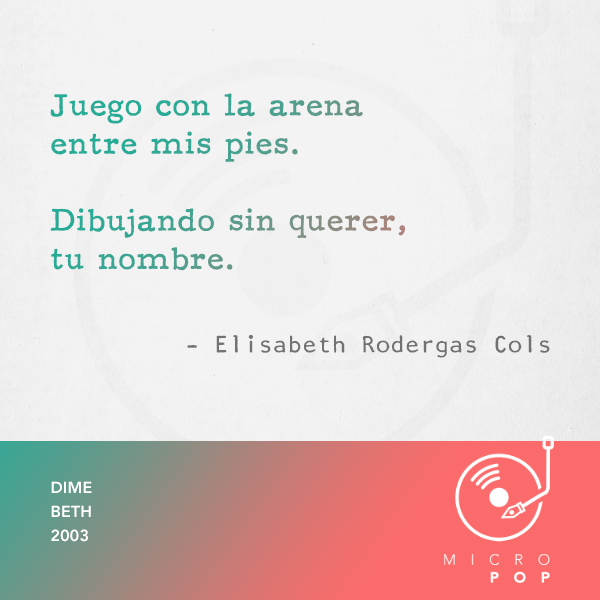 Juego con la arena
entre mis pies.
Dibujando sin querer,
tu nombre.
- Elisabeth Rodergas Cols
DIME
BETH
2003
MICRO
POP